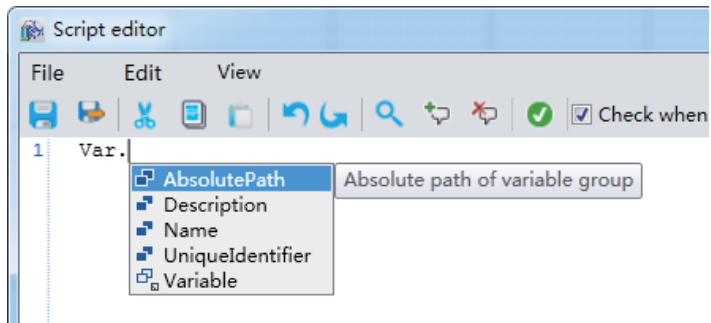 Script editor
File Edit View
Check when
1 Var.
AbsolutePath Absolute path of variable group
Description
Name
UniqueIdentifier
Variable